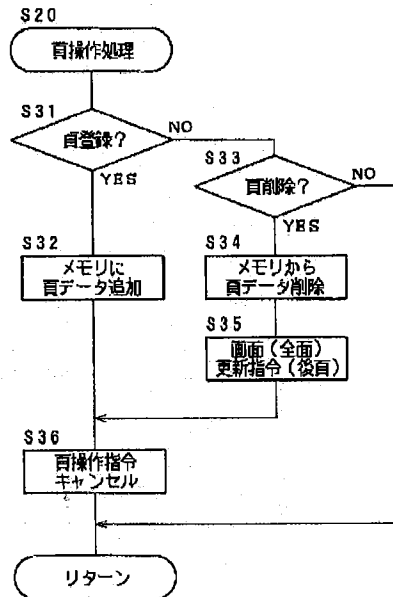 S20
頁操作処理
S31
頁登録?
NO
YES
S33
頁削除?
NO
YES
S32
メモリに
頁データ追加
S34
メモリから
頁データ削除
S35
画面(全面)
更新指令(後頁)
S36
頁操作指令
キャンセル
リターン